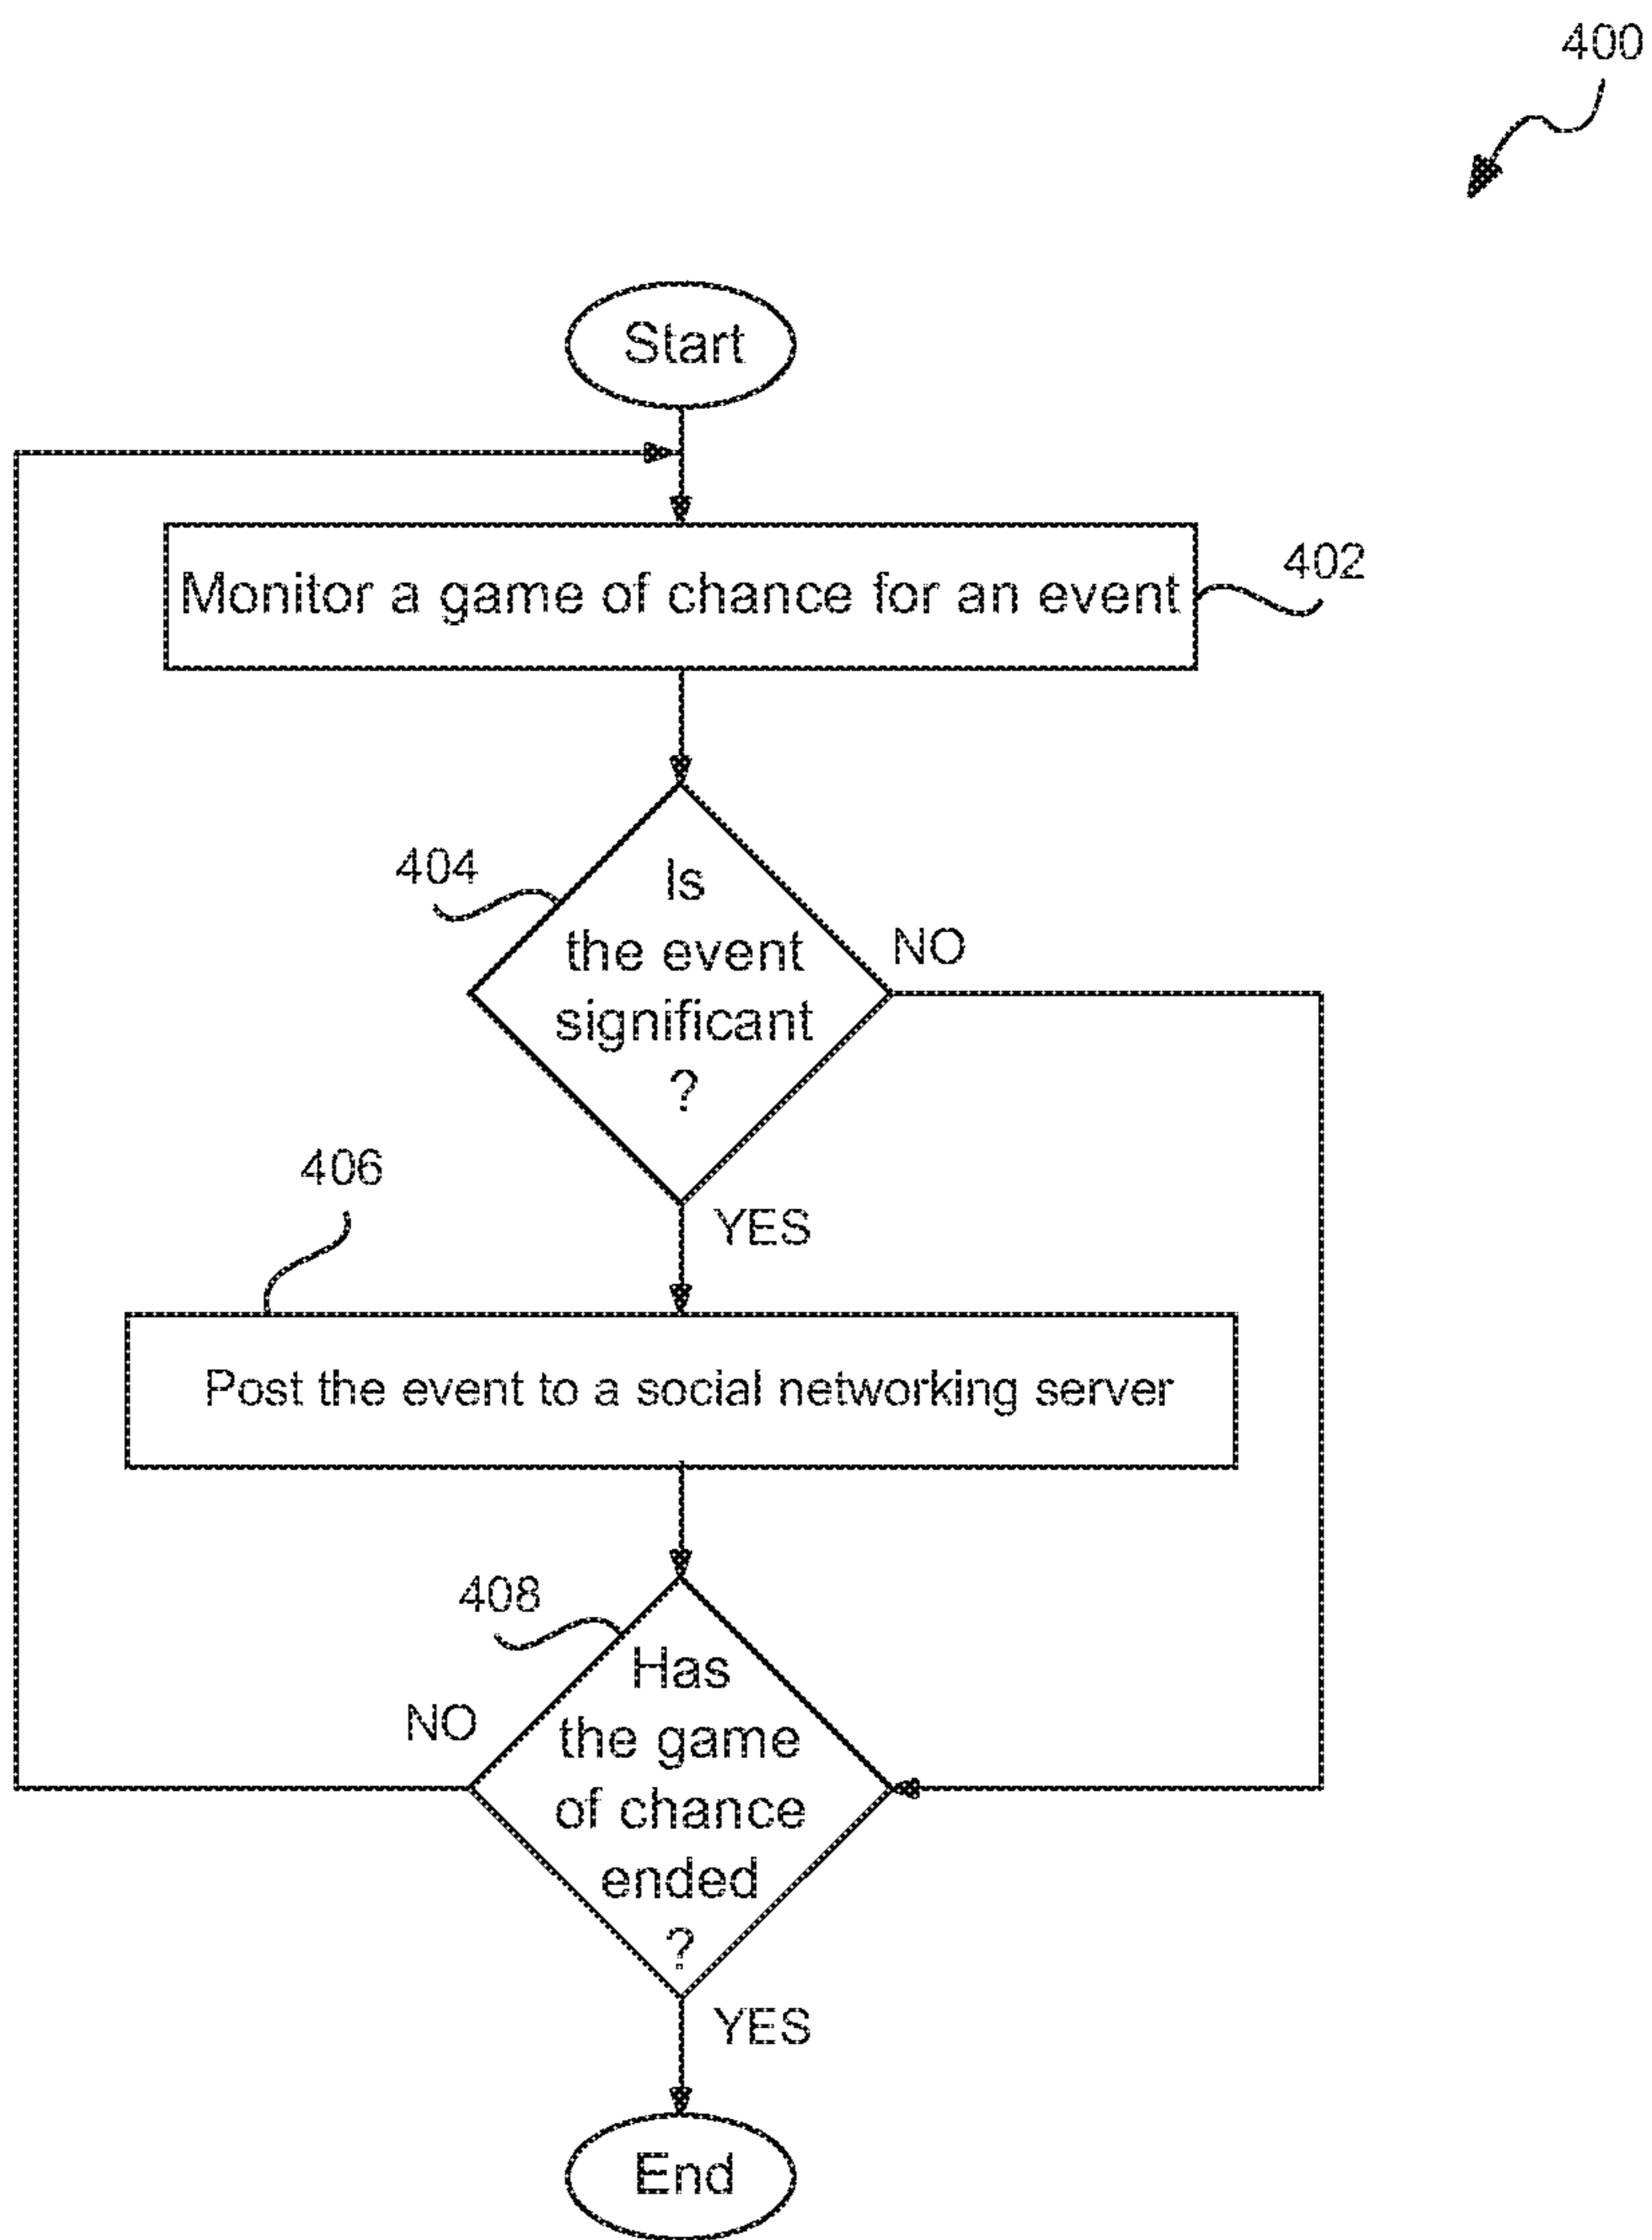 400
Start
Monitor a game of chance for an event
402
404
Is
the event
significant
?
NO
YES
406
Post the event to a social networking server
408
Has
the game
of chance
ended
?
NO
YES
End